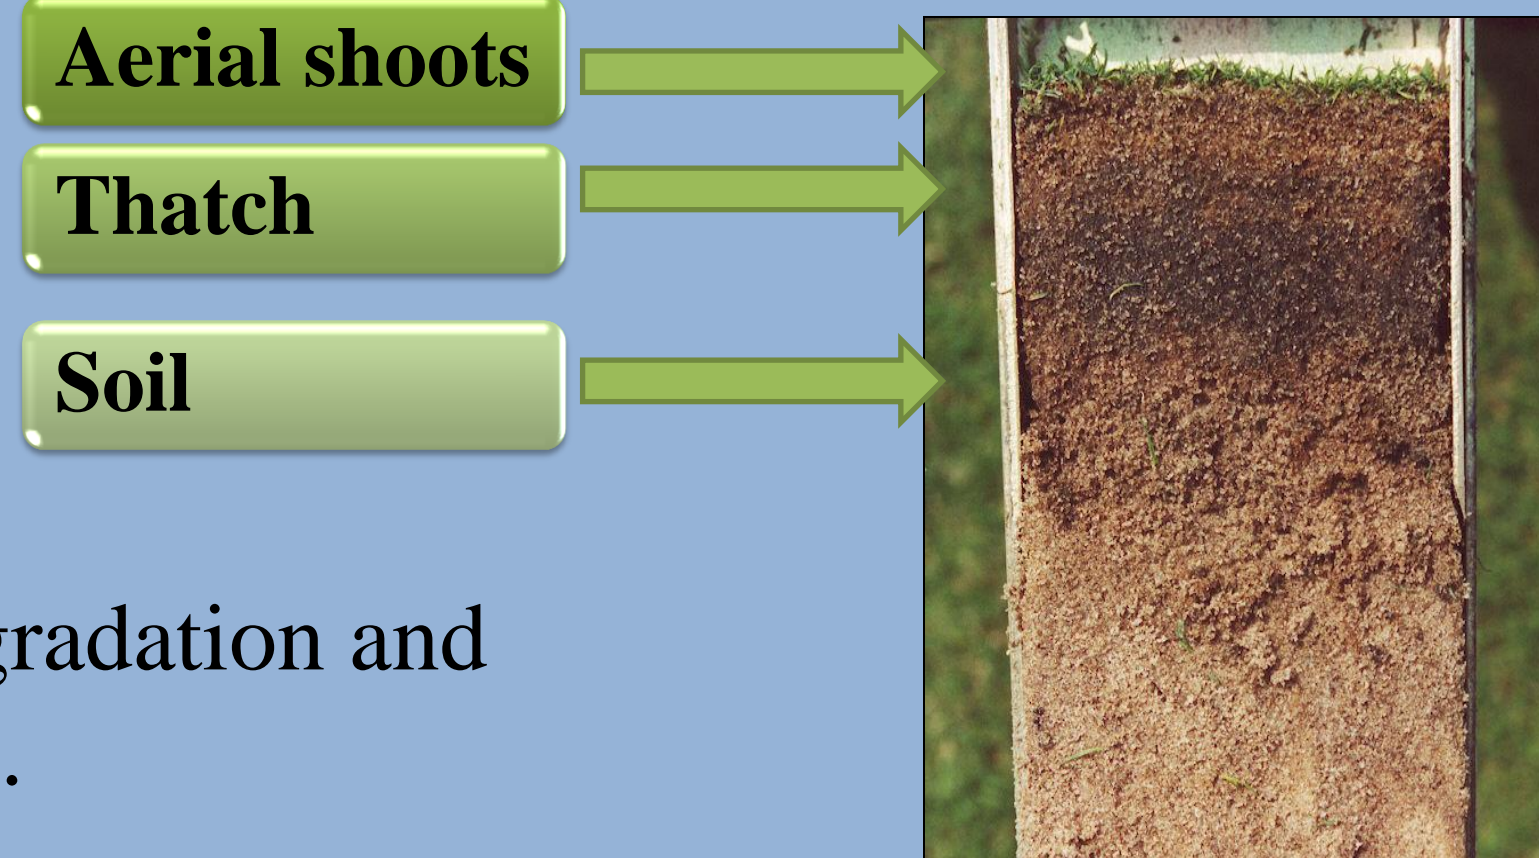 Aerial shoots
Thatch
Soil
gradation and
.